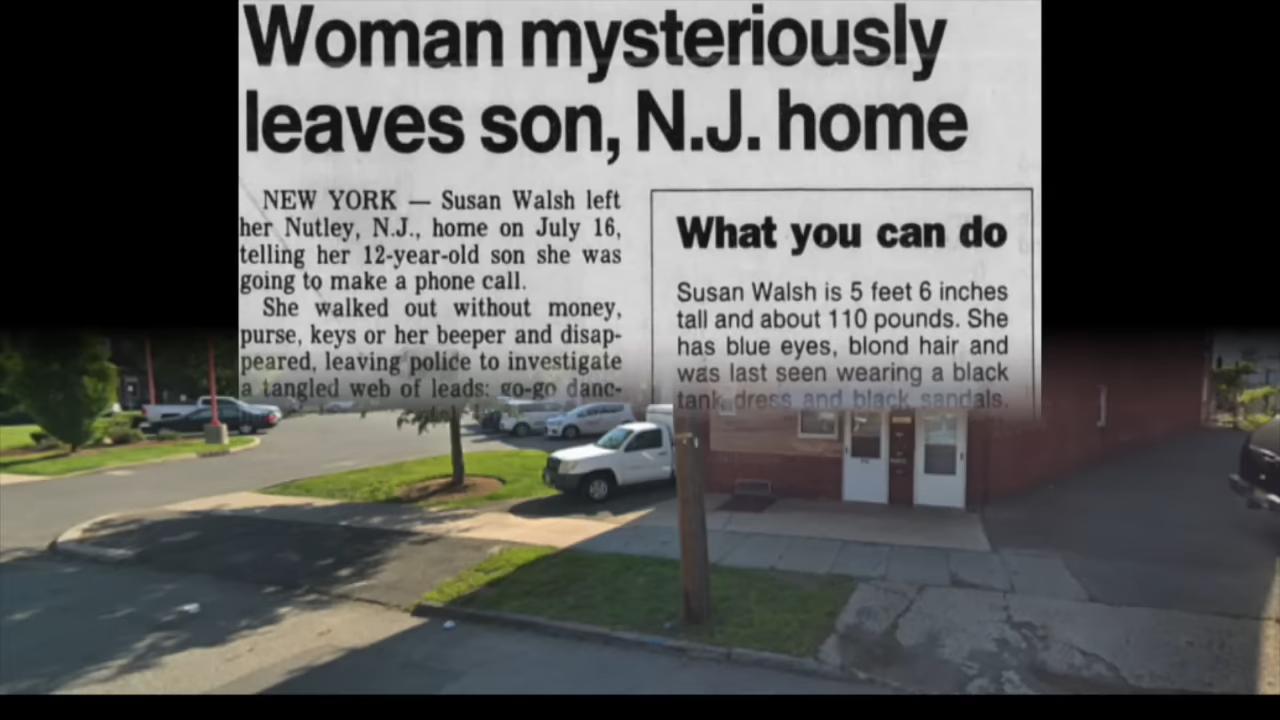 Woman mysteriously
leaves son, N.J. home
NEW YORK — Susan Walsh left
her Nutley, N.J., home on July 16,
telling her 12-year-old son she was
going to make a phone call.
She walked out without money,
purse, keys or her beeper and disap-
peared, leaving police to investigate
a tangled web of leads: go-go danc-
What you can do
Susan Walsh is 5 feet 6 inches
tall and about 110 pounds. She
has blue eyes, blond hair and
was last seen wearing a black
tank dress and black sandals.